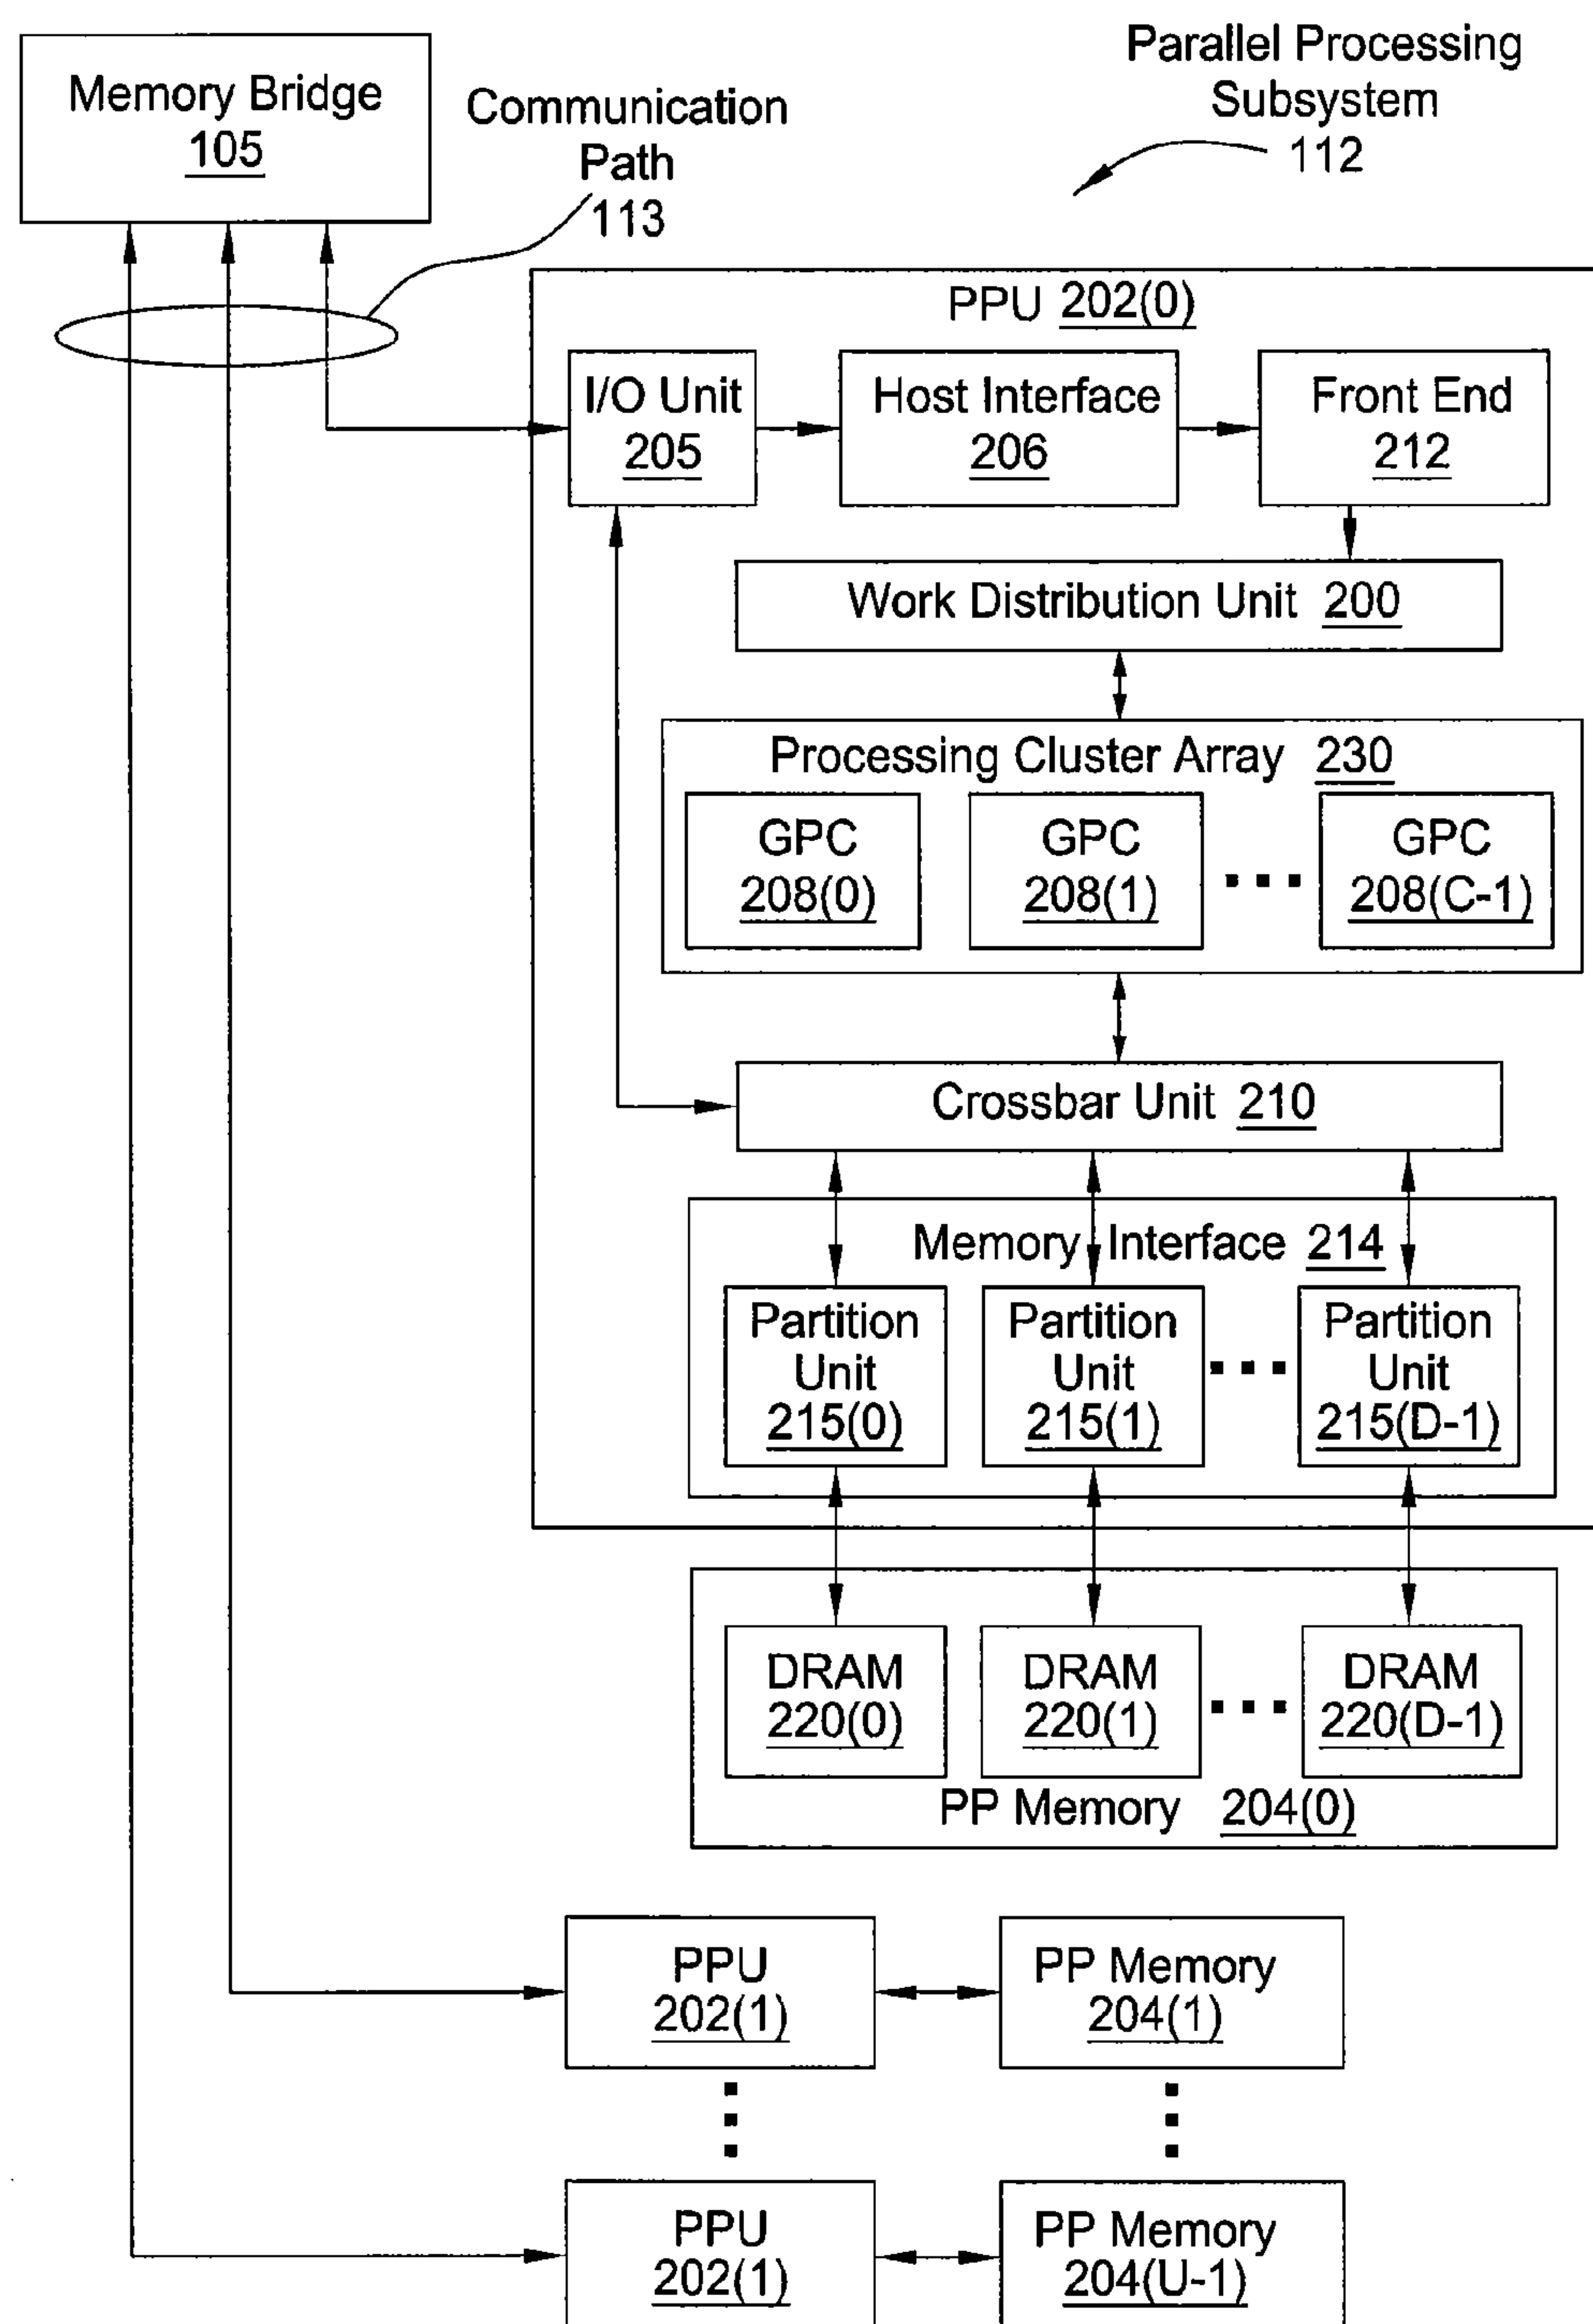 Parallel Processing
Subsystem
112
Memory Bridge
105
Communication
Path
113
PPU 202(0)
I/O Unit
205
Host Interface
206
Front End
212
Work Distribution Unit 200
Processing Cluster Array 230
GPC
208(0)
GPC
208(1)
GPC
208(C-1)
Crossbar Unit 210
Memory Interface 214
Partition
Unit
215(0)
Partition
Unit
215(1)
Partition
Unit
215(D-1)
DRAM
220(0)
DRAM
220(1)
DRAM
220(D-1)
PP Memory 204(0)
PPU
202(1)
PP Memory
204(1)
PPU
202(1)
PP Memory
204(U-1)